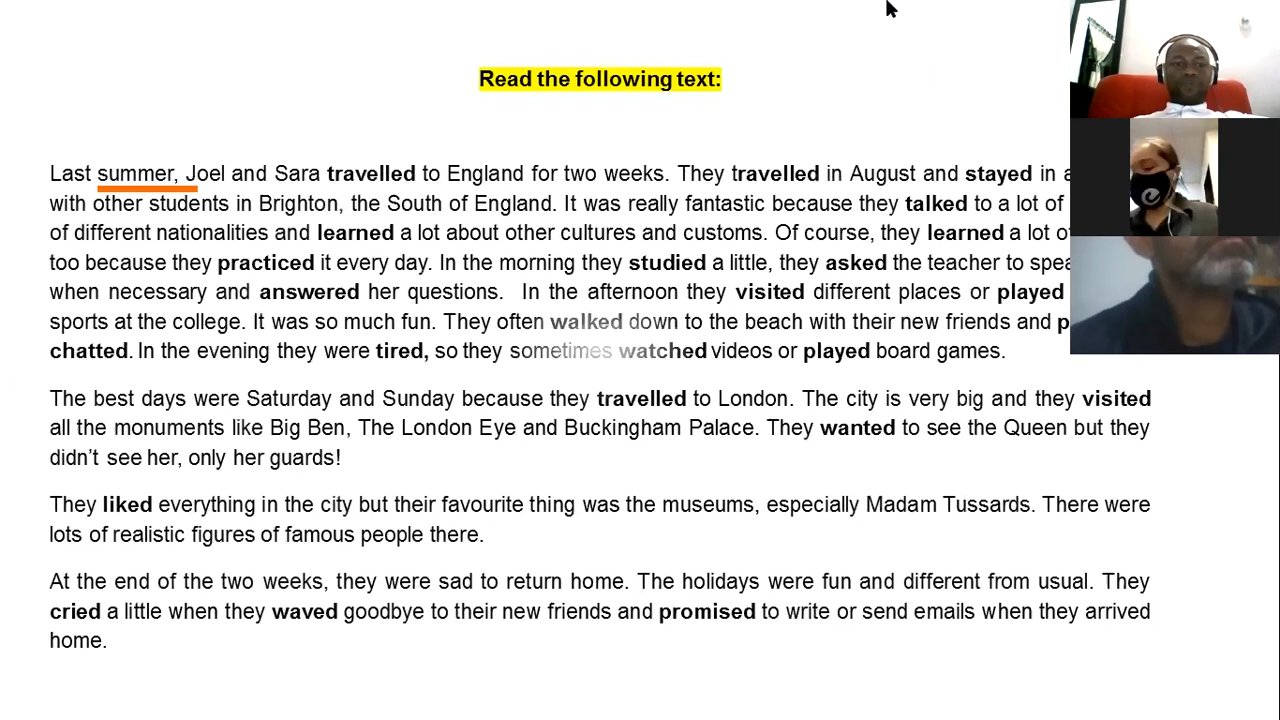 Read the following text:
Last summer, Joel and Sara travelled to England for two weeks. They travelled in August and stayed in a
with other students in Brighton, the South of England. It was really fantastic because they talked to a lot of
of different nationalities and learned a lot about other cultures and customs. Of course, they learned a lot
too because they practiced it every day. In the morning they studied a little, they asked the teacher to
when necessary and answered her questions. In the afternoon they visited different places or played
sports at the college. It was so much fun. They often walked down to the beach with their new friends and
chatted. In the evening they were tired, so they sometimes watched videos or played board games.
The best days were Saturday and Sunday because they travelled to London. The city is very big and they visited
all the monuments like Big Ben, The London Eye and Buckingham Palace. They wanted to see the Queen but they
didn't see her, only her guards!
They liked everything in the city but their favourite thing was the museums, especially Madam Tussards. There were
lots of realistic figures of famous people there.
At the end of the two weeks, they were sad to return home. The holidays were fun and different from usual. They
cried a little when they waved goodbye to their new friends and promised to write or send emails when they arrived
home.